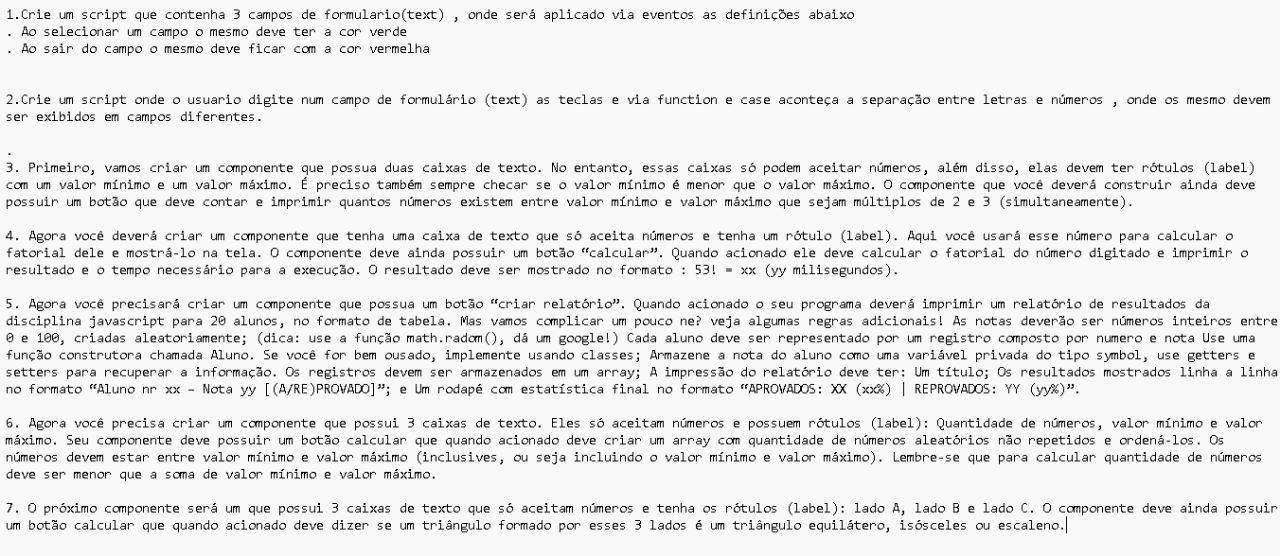 1.Crie um script que contenha 3 campos de formulario(text) , onde será aplicado via eventos as definições abaixo
. Ao selecionar um campo o mesmo deve ter a cor verde
. Ao sair do campo o mesmo deve ficar com a cor vermelha
2.Crie um script onde o usuario digite num campo de formulário (text) as teclas e via function e case aconteça a separação entre letras e números , onde os mesmo devem
ser exibidos em campos diferentes.
.
3. Primeiro, vamos criar um componente que possua duas caixas de texto. No entanto, essas caixas só podem aceitar números, além disso, elas devem ter rótulos (label)
com um valor mínimo e um valor máximo. É preciso também sempre checar se o valor mínimo é menor que o valor máximo. O componente que você deverá construir ainda deve
possuir um botão que deve contar e imprimir quantos números existem entre valor mínimo e valor máximo que sejam múltiplos de 2 e 3 (simultaneamente).
4. Agora você deverá criar um componente que tenha uma caixa de texto que só aceita números e tenha um rótulo (label). Aqui você usará esse número para calcular o
fatorial dele e mostrá-lo na tela. O componente deve ainda possuir um botão “calcular”. Quando acionado ele deve calcular o fatorial do número digitado e imprimir o
resultado e o tempo necessário para a execução. O resultado deve ser mostrado no formato : 53! = xx (yy milisegundos).
5. Agora você precisará criar um componente que possua um botão “criar relatório”. Quando acionado o seu programa deverá imprimir um relatório de resultados da
disciplina javascript para 20 alunos, no formato de tabela. Mas vamos complicar um pouco ne? veja algumas regras adicionais! As notas deverão ser números inteiros entre
0 e 100, criadas aleatoriamente; (dica: use a função math.radom(), dá um google!) Cada aluno deve ser representado por um registro composto por numero e nota Use uma
função construtora chamada Aluno. Se você for bem ousado, implemente usando classes; Armazene a nota do aluno como uma variável privada do tipo symbol, use getters e
setters para recuperar a informação. Os registros devem ser armazenados em um array; A impressão do relatório deve ter: Um título; Os resultados mostrados linha a linha
no formato “Aluno nr xx – Nota yy [(A/RE)PROVADO]”; e Um rodapé com estatística final no formato “APROVADOS: XX (xx%) | REPROVADOS: YY (yy%)”.
6. Agora você precisa criar um componente que possui 3 caixas de texto. Eles só aceitam números e possuem rótulos (label): Quantidade de números, valor mínimo e valor
máximo. Seu componente deve possuir um botão calcular que quando acionado deve criar um array com quantidade de números aleatórios não repetidos e ordená-los. Os
números devem estar entre valor mínimo e valor máximo (inclusives, ou seja incluindo o valor mínimo e valor máximo). Lembre-se que para calcular quantidade de números
deve ser menor que a soma de valor mínimo e valor máximo.
7. O próximo componente será um que possui 3 caixas de texto que só aceitam números e tenha os rótulos (label): lado A, lado B e lado C. O componente deve ainda possuir
um botão calcular que quando acionado deve dizer se um triângulo formado por esses 3 lados é um triângulo equilátero, isósceles ou escaleno.